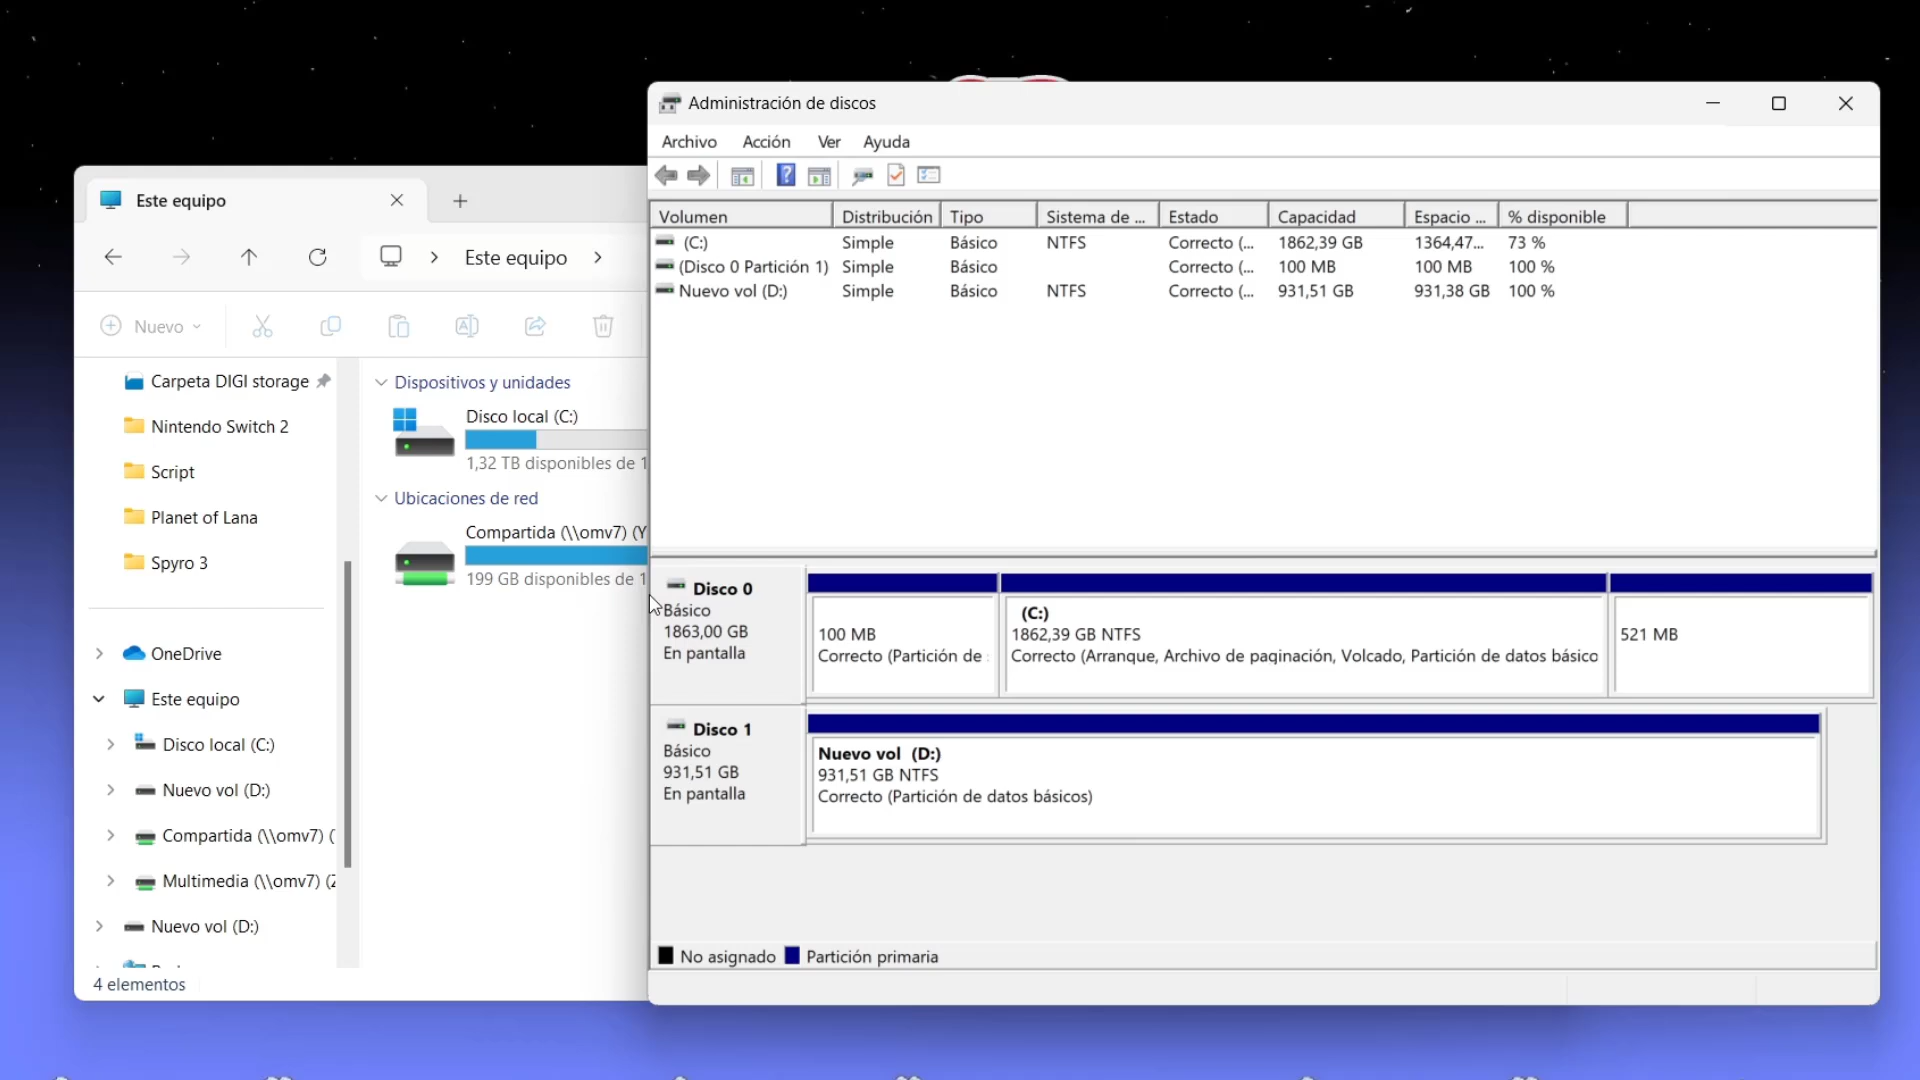 Este equipo
Este equipo
Nuevo
Carpeta DIGI storage
Nintendo Switch 2
Script
Planet of Lana
Spyro 3
OneDrive
Este equipo
Disco local (C:)
Nuevo vol (D:)
Compartida (\\omv7) (
Multimedia (\\omv7) (Z
Nuevo vol (D:)
4 elementos
Dispositivos y unidades
Disco local (C:)
1,32 TB disponibles de 1
Ubicaciones de red
Compartida (\\omv7) (Y
199 GB disponibles de 1
Administración de discos
Archivo Acción Ver Ayuda
Volumen Distribución Tipo Sistema de ... Estado Capacidad Espacio ... % disponible
(C:) Simple Básico NTFS Correcto (... 1862,39 GB 1364,47... 73 %
(Disco 0 Partición 1) Simple Básico Correcto (... 100 MB 100 MB 100 %
Nuevo vol (D:) Simple Básico NTFS Correcto (... 931,51 GB 931,38 GB 100 %
Disco 0
Básico
1863,00 GB
En pantalla
100 MB
Correcto (Partición de
(C:)
1862,39 GB NTFS
Correcto (Arranque, Archivo de paginación, Volcado, Partición de datos básico
521 MB
Disco 1
Básico
931,51 GB
En pantalla
Nuevo vol (D:)
931,51 GB NTFS
Correcto (Partición de datos básicos)
No asignado Partición primaria